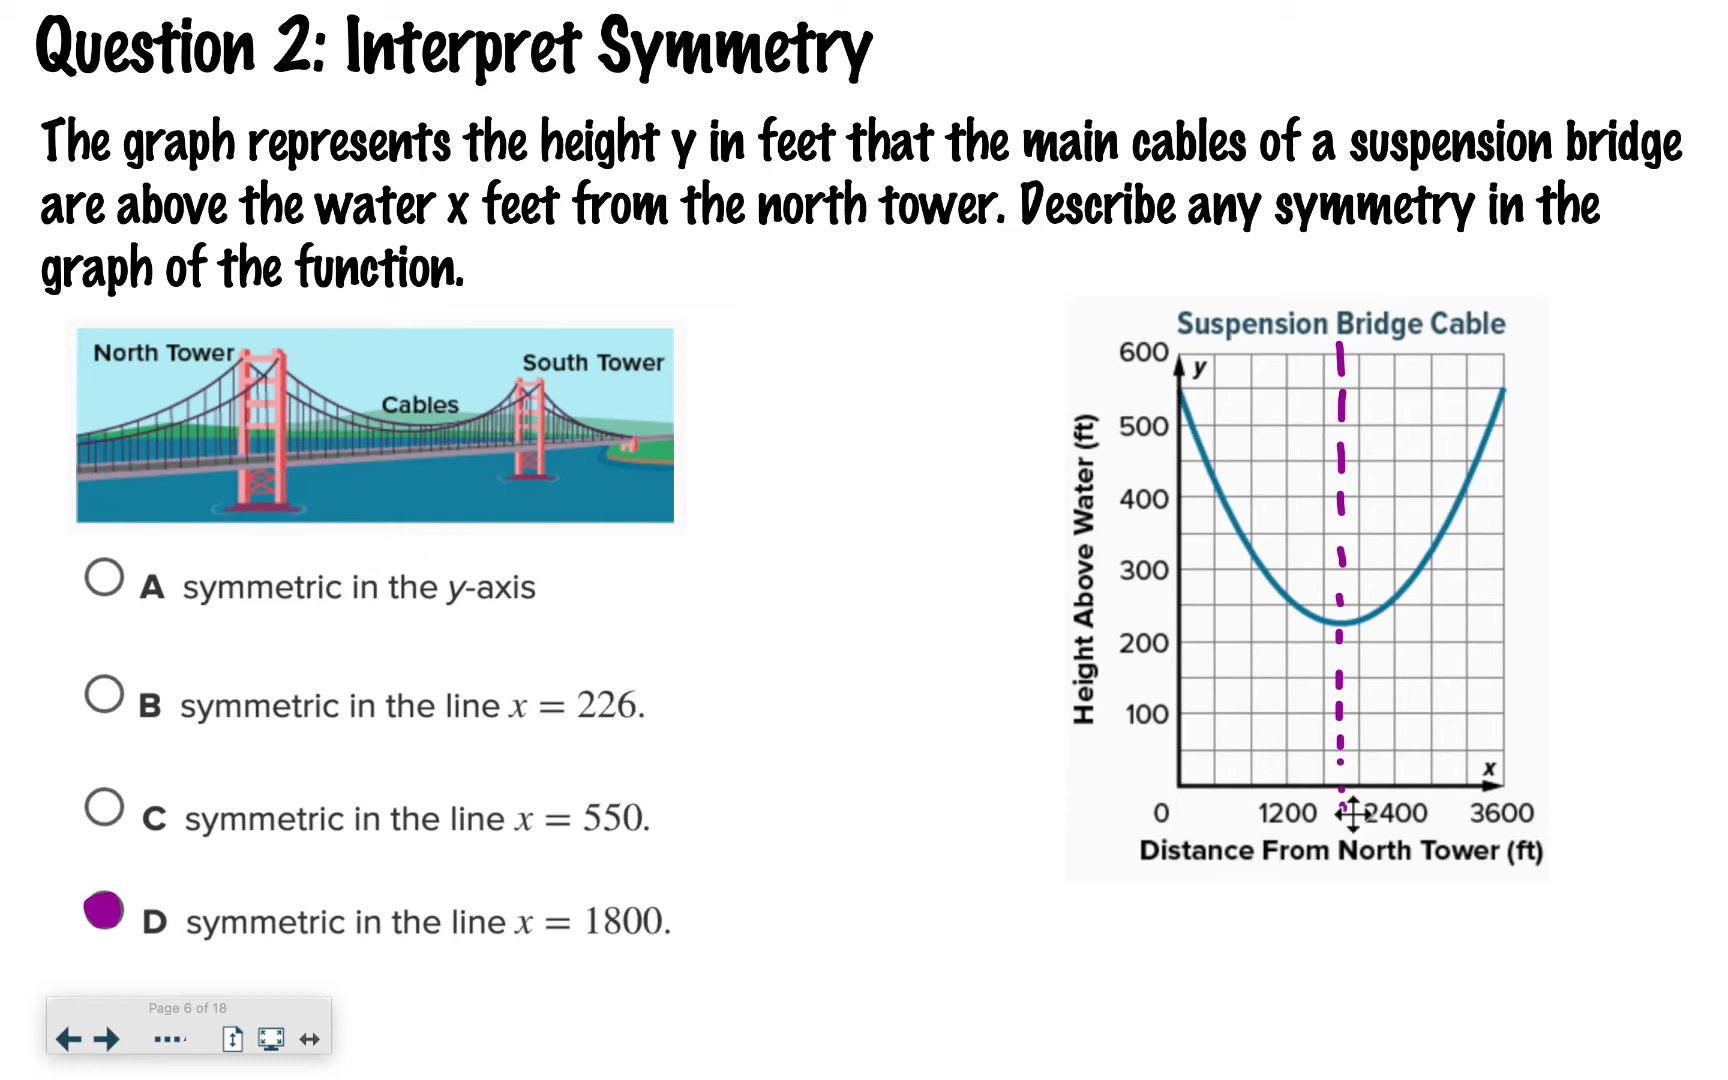 Question 2: Interpret Symmetry
The graph represents the height y in feet that the main cables of a suspension bridge
are above the water x feet from the north tower. Describe any symmetry in the
graph of the function.
North Tower
South Tower
Cables
A symmetric in the y-axis
B symmetric in the line x = 226.
C symmetric in the line x = 550.
D symmetric in the line x = 1800.
Suspension Bridge Cable
Height Above Water (ft)
600
500
400
300
200
100
y
x
0 1200 2400 3600
Distance From North Tower (ft)
Page 6 of 18